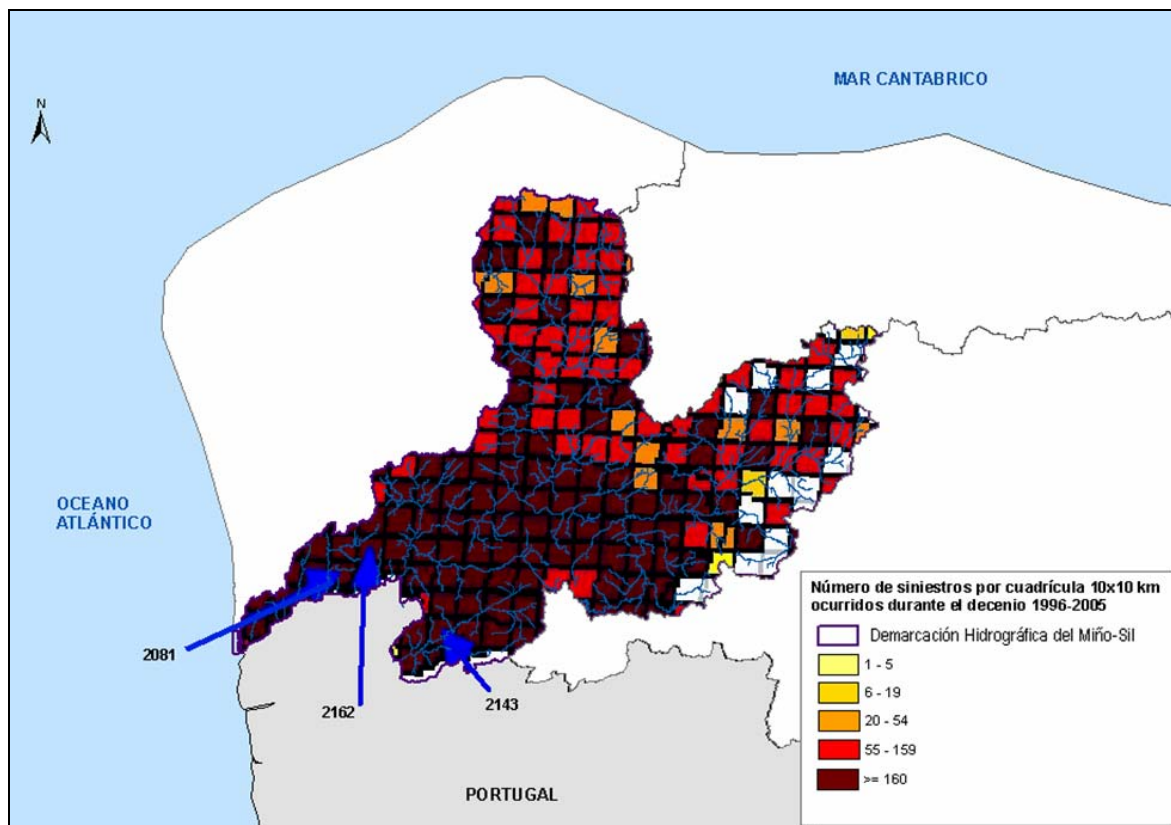 MAR CANTABRICO
N
OCEANO
ATLÁNTICO
2081
2162
2143
PORTUGAL
Número de siniestros por cuadrícula 10x10 km
ocurridos durante el decenio 1996-2005
Demarcación Hidrográfica del Miño-Sil
1 - 5
6 - 19
20 - 54
55 - 159
>= 160